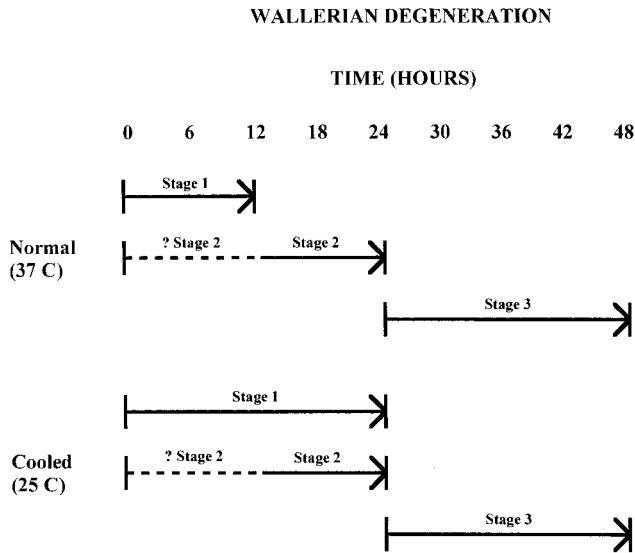 WALLERIAN DEGENERATION
TIME (HOURS)
0 6 12 18 24 30 36 42 48
Stage 1
? Stage 2 Stage 2
Normal
(37 C)
Stage 3
Stage 1
? Stage 2 Stage 2
Cooled
(25 C)
Stage 3